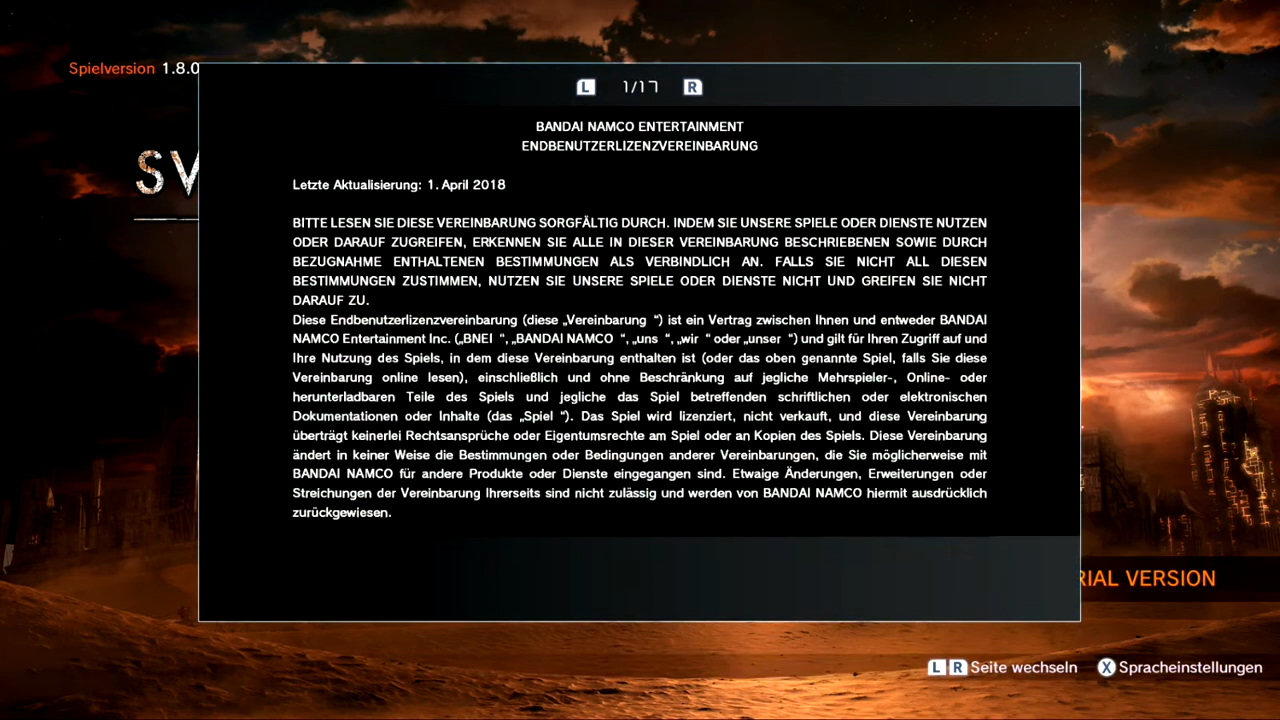 Spielversion 1.8.0
L 1/17 R
SV
BANDAI NAMCO ENTERTAINMENT
ENDBENUTZERLIZENZVEREINBARUNG
Letzte Aktualisierung: 1. April 2018
BITTE LESEN SIE DIESE VEREINBARUNG SORGFÄLTIG DURCH. INDEM SIE UNSERE SPIELE ODER DIENSTE NUTZEN
ODER DARAUF ZUGREIFEN, ERKENNEN SIE ALLE IN DIESER VEREINBARUNG BESCHRIEBENEN SOWIE DURCH
BEZUGNAHME ENTHALTENEN BESTIMMUNGEN ALS VERBINDLICH AN. FALLS SIE NICHT ALL DIESEN
BESTIMMUNGEN ZUSTIMMEN, NUTZEN SIE UNSERE SPIELE ODER DIENSTE NICHT UND GREIFEN SIE NICHT
DARAUF ZU.
Diese Endbenutzerlizenzvereinbarung (diese „Vereinbarung “) ist ein Vertrag zwischen Ihnen und entweder BANDAI
NAMCO Entertainment Inc. („BNEI “, „BANDAI NAMCO “, „uns “, „wir “ oder „unser “) und gilt für Ihren Zugriff auf und
Ihre Nutzung des Spiels, in dem diese Vereinbarung enthalten ist (oder das oben genannte Spiel, falls Sie diese
Vereinbarung online lesen), einschließlich und ohne Beschränkung auf jegliche Mehrspieler-, Online- oder
herunterladbaren Teile des Spiels und jegliche das Spiel betreffenden schriftlichen oder elektronischen
Dokumentationen oder Inhalte (das „Spiel “). Das Spiel wird lizenziert, nicht verkauft, und diese Vereinbarung
überträgt keinerlei Rechtsansprüche oder Eigentumsrechte am Spiel oder an Kopien des Spiels. Diese Vereinbarung
ändert in keiner Weise die Bestimmungen oder Bedingungen anderer Vereinbarungen, die Sie möglicherweise mit
BANDAI NAMCO für andere Produkte oder Dienste eingegangen sind. Etwaige Änderungen, Erweiterungen oder
Streichungen der Vereinbarung Ihrerseits sind nicht zulässig und werden von BANDAI NAMCO hiermit ausdrücklich
zurückgewiesen.
RIAL VERSION
L R Seite wechseln X Spracheinstellungen